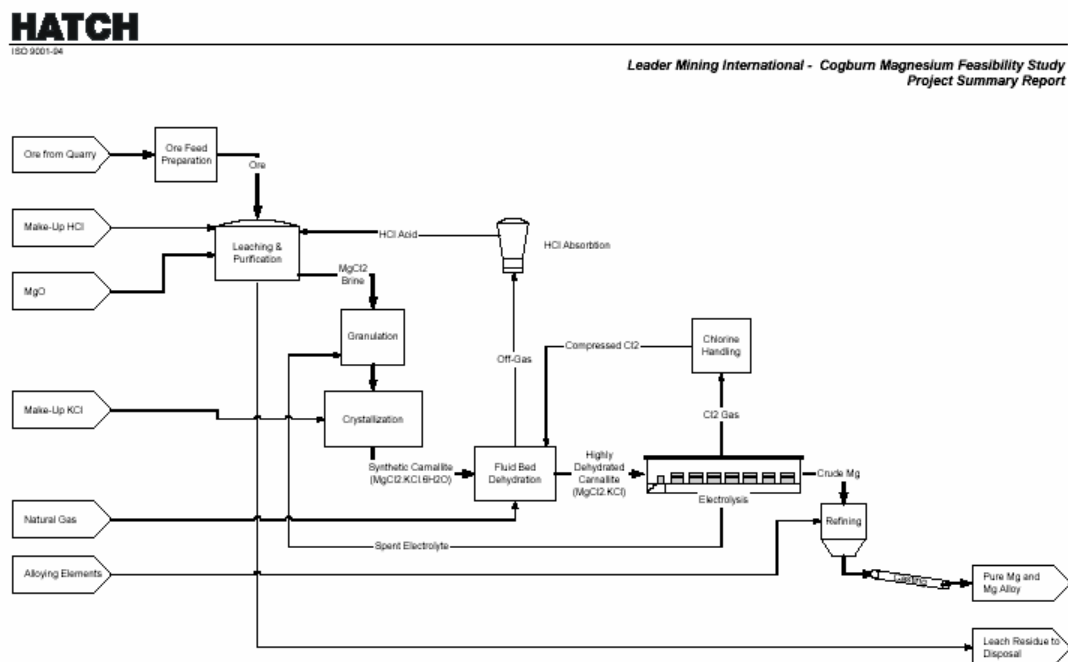 HATCH
ISO 9001-94
Leader Mining International - Cogburn Magnesium Feasibility Study
Project Summary Report
Ore from Quarry
Ore Feed
Preparation
Ore
Make-Up HCl
Leaching &
Purification
HCl Acid
HCl Absorbtion
MgO
MgCl2
Brine
Granulation
Compressed Cl2
Chlorine
Handling
Off-Gas
Make-Up KCl
Crystallization
Cl2 Gas
Synthetic Carnallite
(MgCl2.KCl.6H2O)
Fluid Bed
Dehydration
Highly
Dehydrated
Carnallite
(MgCl2.KCl)
Electrolysis
Crude Mg
Natural Gas
Spent Electrolyte
Refining
Alloying Elements
Casting
Pure Mg and
Mg Alloy
Leach Residue to
Disposal